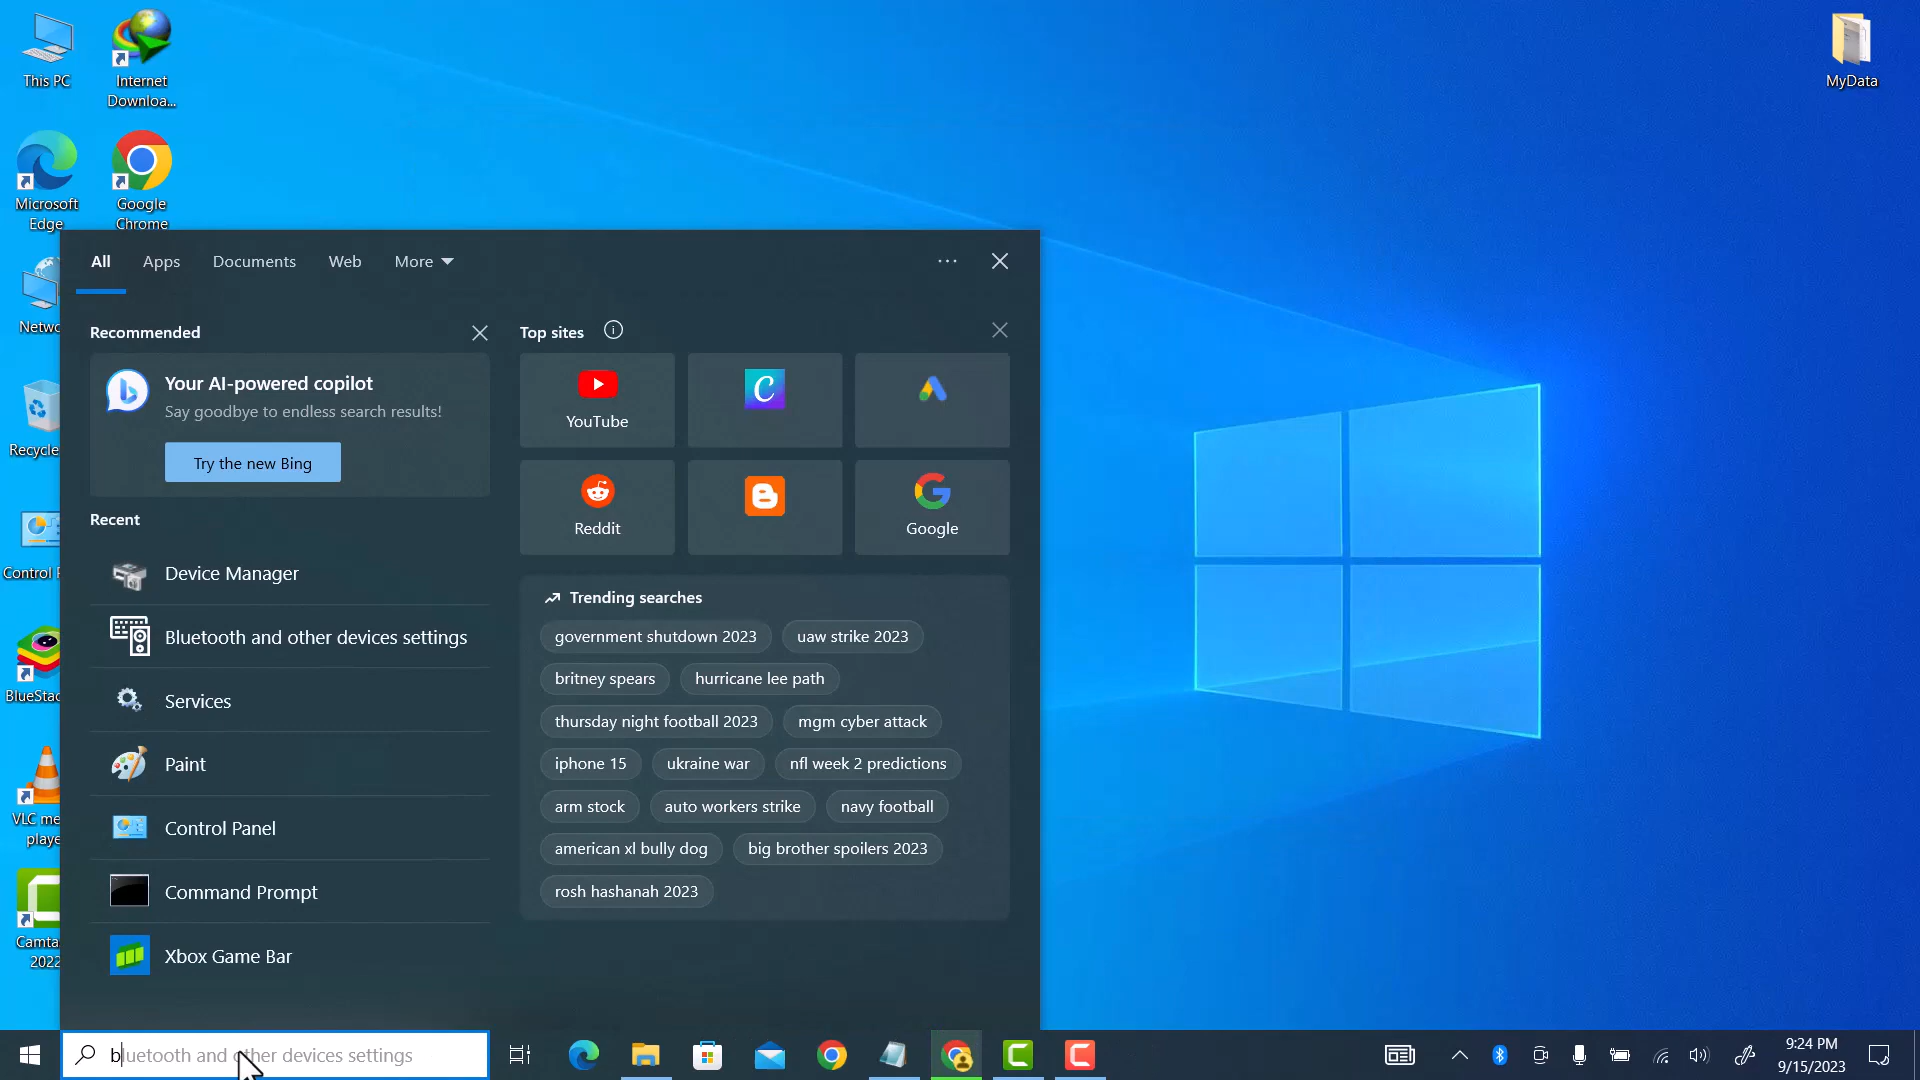 This PC
Internet
Downloa...
Microsoft
Edge
Google
Chrome
MyData
Netwo
Recycle
Control P
BlueStac
VLC me
playe
Camta
2022
All
Apps
Documents
Web
More
Recommended
Your AI-powered copilot
Say goodbye to endless search results!
Try the new Bing
Recent
Device Manager
Bluetooth and other devices settings
Services
Paint
Control Panel
Command Prompt
Xbox Game Bar
Top sites
YouTube
Reddit
Google
Trending searches
government shutdown 2023
uaw strike 2023
britney spears
hurricane lee path
thursday night football 2023
mgm cyber attack
iphone 15
ukraine war
nfl week 2 predictions
arm stock
auto workers strike
navy football
american xl bully dog
big brother spoilers 2023
rosh hashanah 2023
bluetooth and other devices settings
9:24 PM
9/15/2023